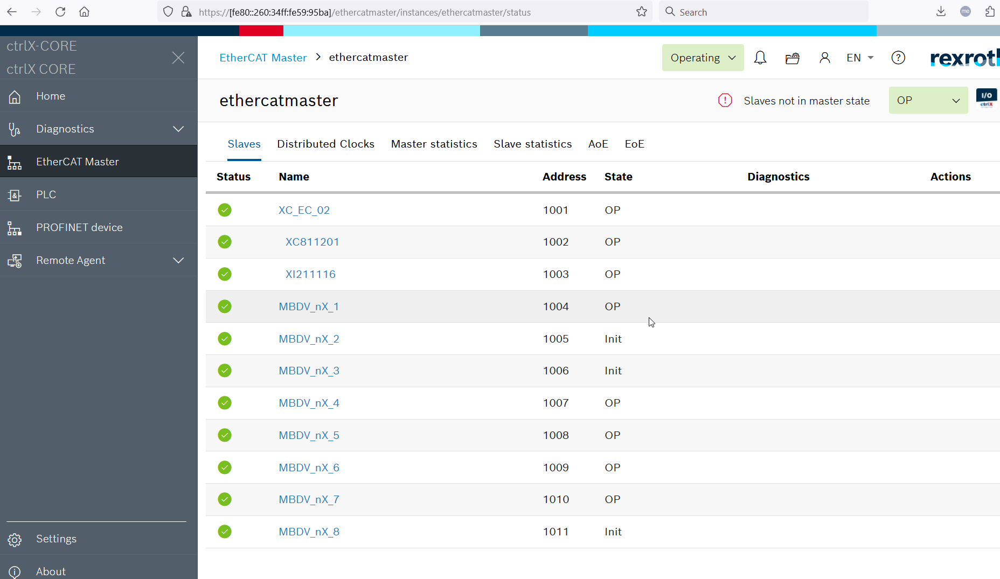 https://[fe80::260:34ff:fe59:95ba]/ethercatmaster/instances/ethercatmaster/status
Search
me
ctrlX-CORE
ctrlX CORE
Home
Diagnostics
EtherCAT Master
PLC
PROFINET device
Remote Agent
Settings
About
EtherCAT Master > ethercatmaster
Operating
EN
rexroth
ethercatmaster
Slaves not in master state
OP
I/O
ctrlX
Slaves Distributed Clocks Master statistics Slave statistics AoE EoE
Status Name Address State Diagnostics Actions
XC_EC_02 1001 OP
XC811201 1002 OP
XI211116 1003 OP
MBDV_nX_1 1004 OP
MBDV_nX_2 1005 Init
MBDV_nX_3 1006 Init
MBDV_nX_4 1007 OP
MBDV_nX_5 1008 OP
MBDV_nX_6 1009 OP
MBDV_nX_7 1010 OP
MBDV_nX_8 1011 Init